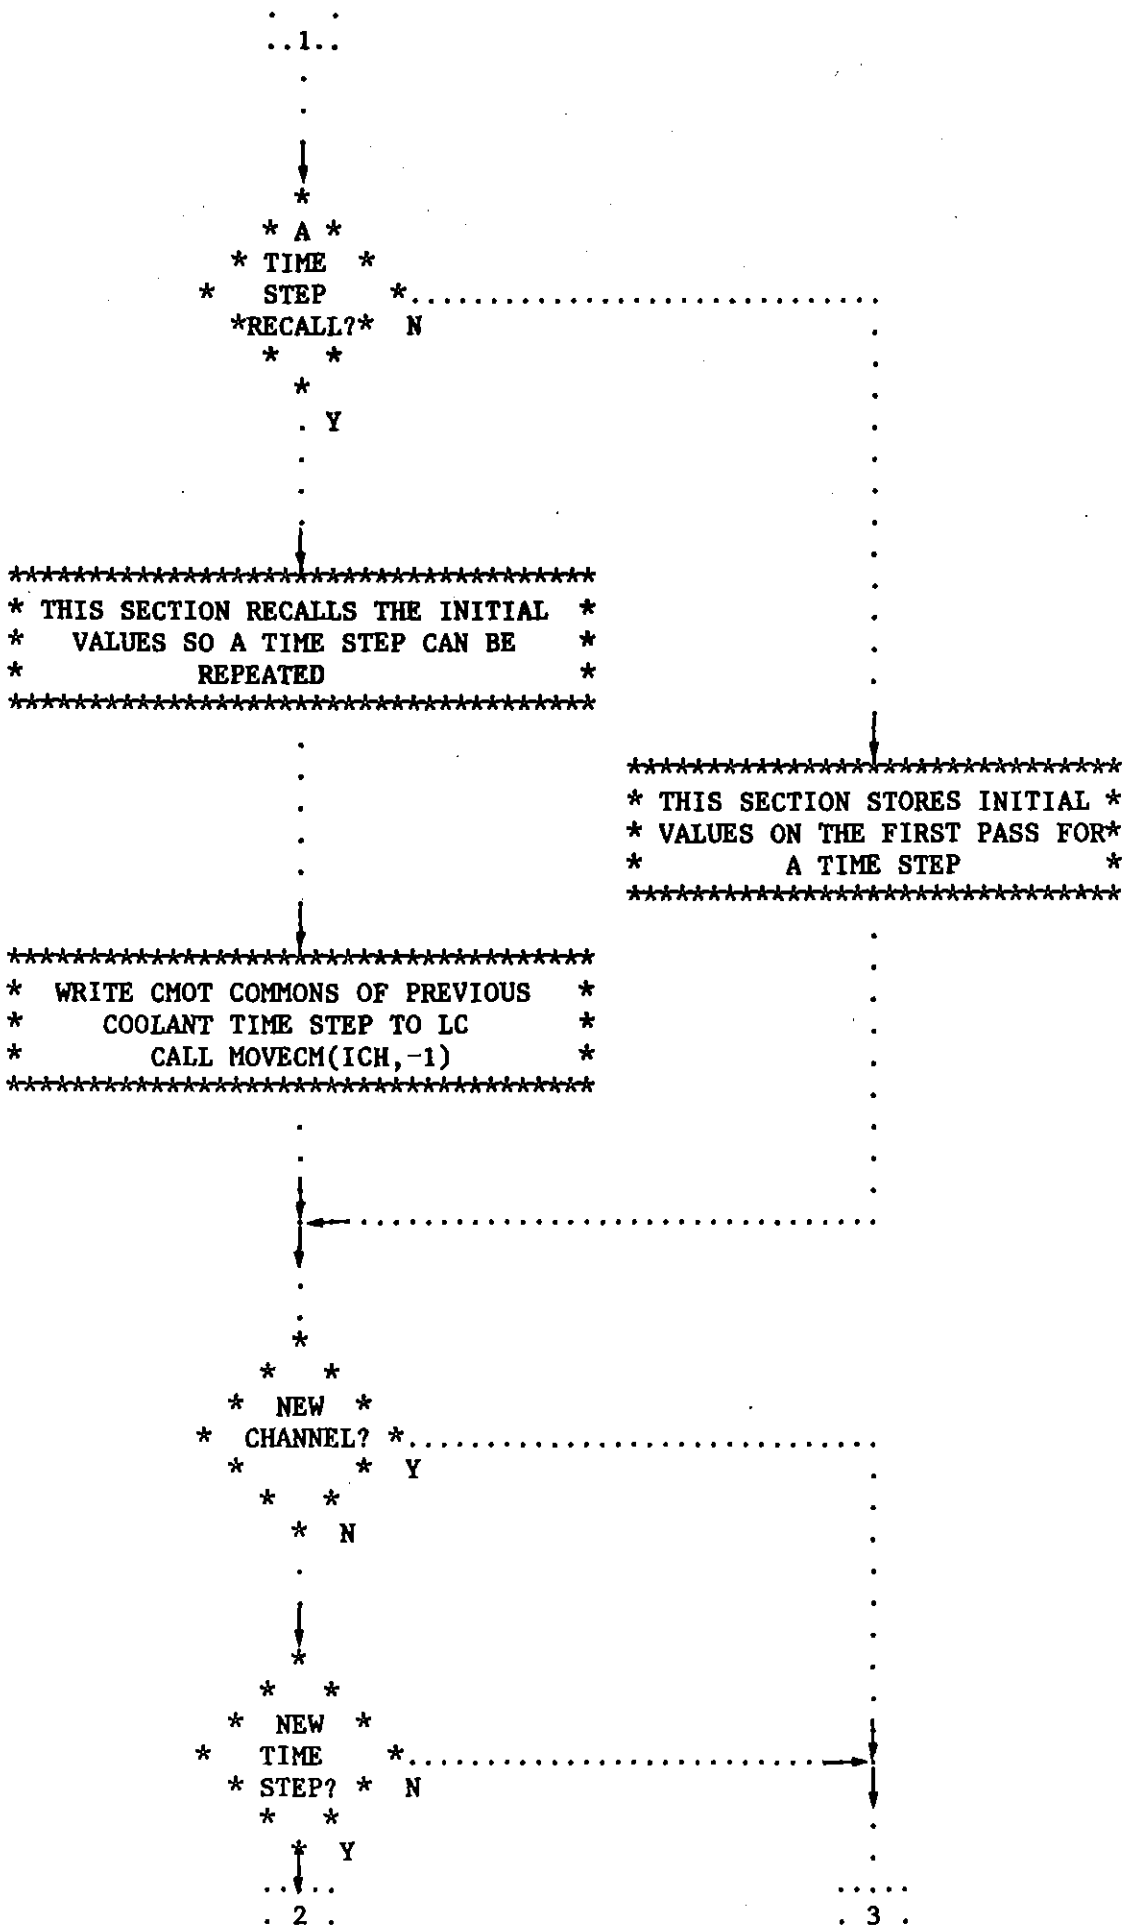 1
A
TIME
STEP
RECALL? N
Y
THIS SECTION RECALLS THE INITIAL
VALUES SO A TIME STEP CAN BE
REPEATED
THIS SECTION STORES INITIAL
VALUES ON THE FIRST PASS FOR
A TIME STEP
WRITE CMOT COMMONS OF PREVIOUS
COOLANT TIME STEP TO LC
CALL MOVECM(ICH,-1)
NEW
CHANNEL?
Y
N
NEW
TIME
STEP? N
Y
2 3